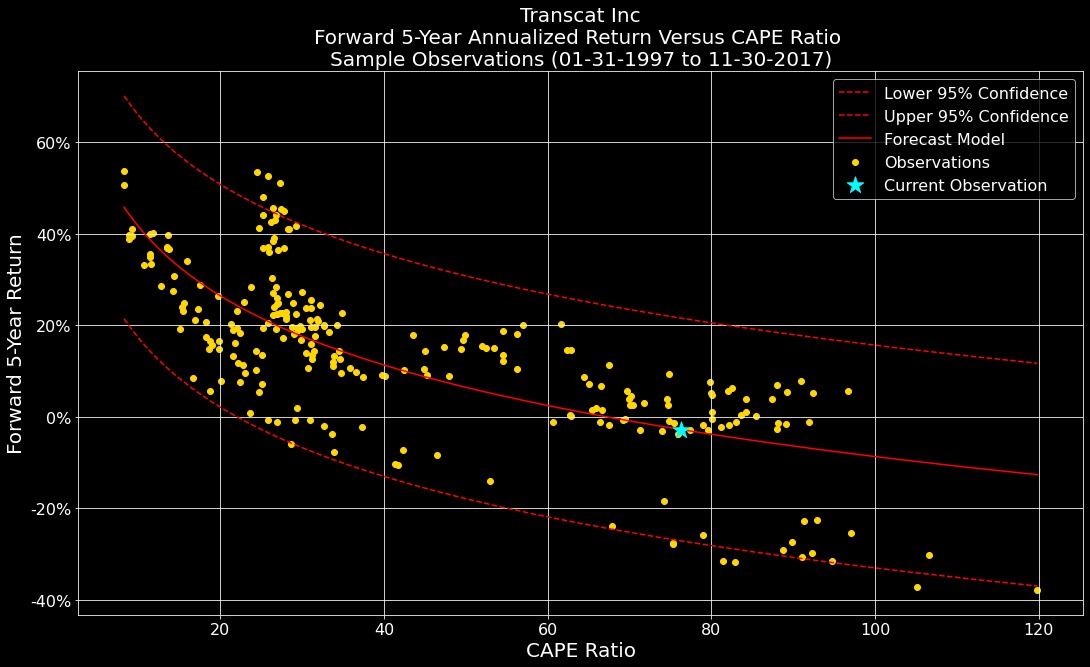 Transcat Inc
Forward 5-Year Annualized Return Versus CAPE Ratio
Sample Observations (01-31-1997 to 11-30-2017)
Lower 95% Confidence
Upper 95% Confidence
Forecast Model
Observations
Current Observation
Forward 5-Year Return
60%
40%
20%
0%
-20%
-40%
20 40 60 80 100 120
CAPE Ratio